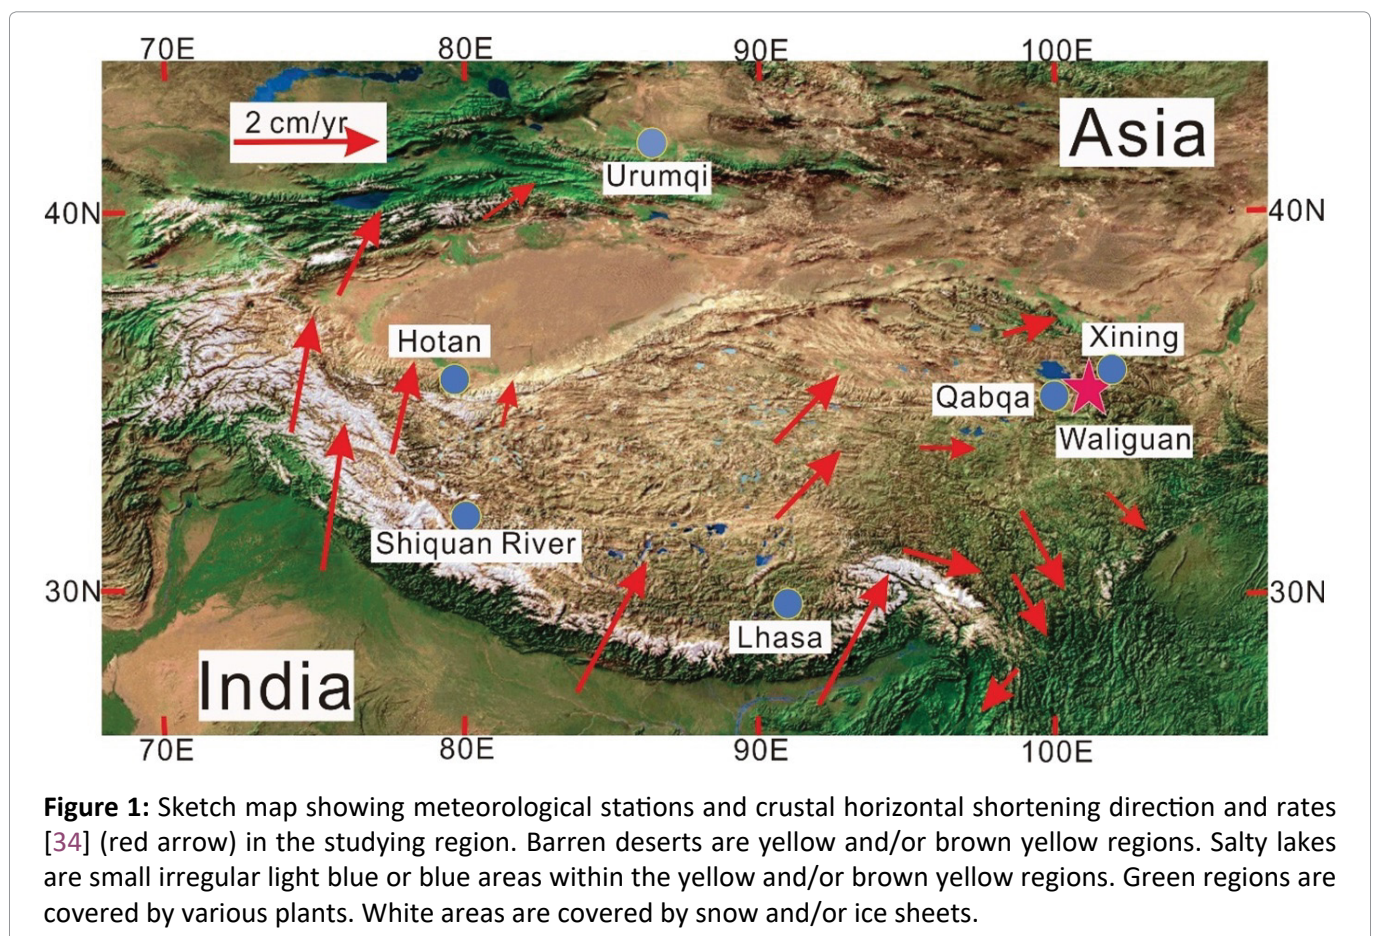 70E 80E 90E 100E
2 cm/yr
Asia
Urumqi
40N 40N
Hotan
Xining
Qabqa
Waliguan
Shiquan River
30N 30N
Lhasa
India
70E 80E 90E 100E
Figure 1: Sketch map showing meteorological stations and crustal horizontal shortening direction and rates
[34] (red arrow) in the studying region. Barren deserts are yellow and/or brown yellow regions. Salty lakes
are small irregular light blue or blue areas within the yellow and/or brown yellow regions. Green regions are
covered by various plants. White areas are covered by snow and/or ice sheets.